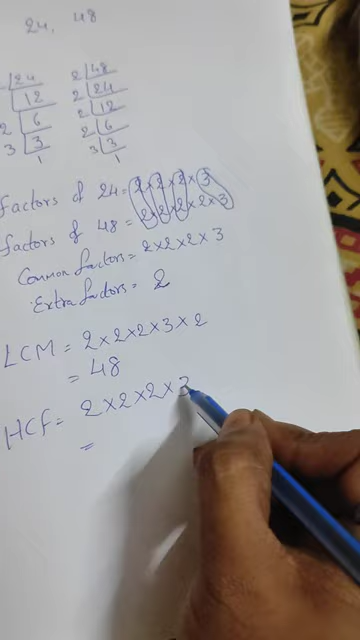 24, 48
24 2 48
12 2 24
2 6 2 12
3 3 2 6
1 3 3
1
factors of 24 = 2 × 2 × 2 × 3
factors of 48 = 2 × 2 × 2 × 2 × 3
Common factors = 2 × 2 × 2 × 3
Extra factors = 2
LCM = 2 × 2 × 2 × 3 × 2
= 48
HCF = 2 × 2 × 2 × 3
=